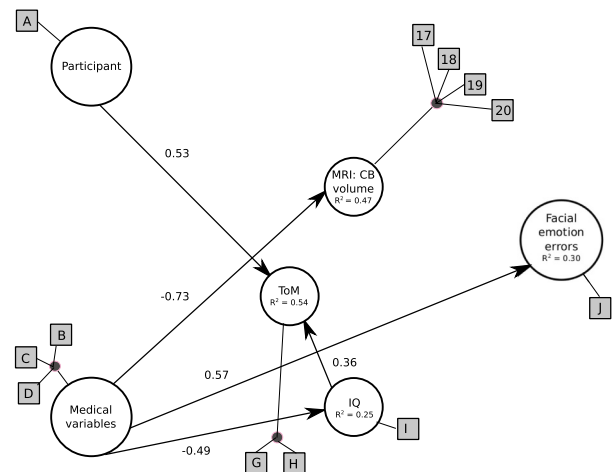 A
Participant
17
18
19
20
0.53
MRI: CB
volume
R² = 0.47
Facial
emotion
errors
R² = 0.30
-0.73
ToM
R² = 0.54
J
B
C
D
0.57
0.36
Medical
variables
IQ
R² = 0.25
I
-0.49
G
H